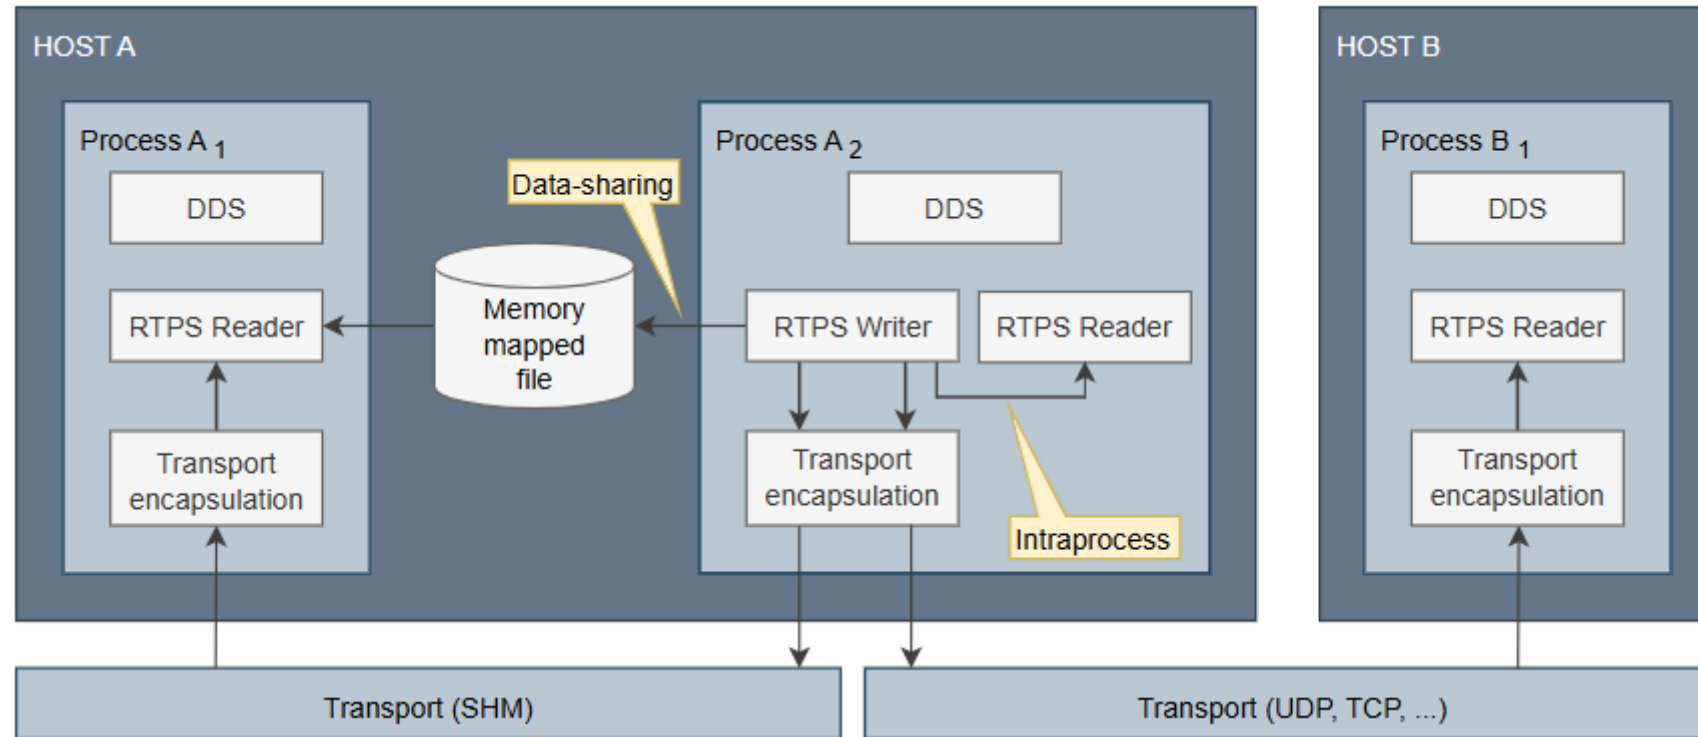 HOST A
Process A 1
DDS
RTPS Reader
Transport
encapsulation
Data-sharing
Memory
mapped
file
Process A 2
DDS
RTPS Writer
RTPS Reader
Transport
encapsulation
Intraprocess
HOST B
Process B 1
DDS
RTPS Reader
Transport
encapsulation
Transport (SHM)
Transport (UDP, TCP, ...)